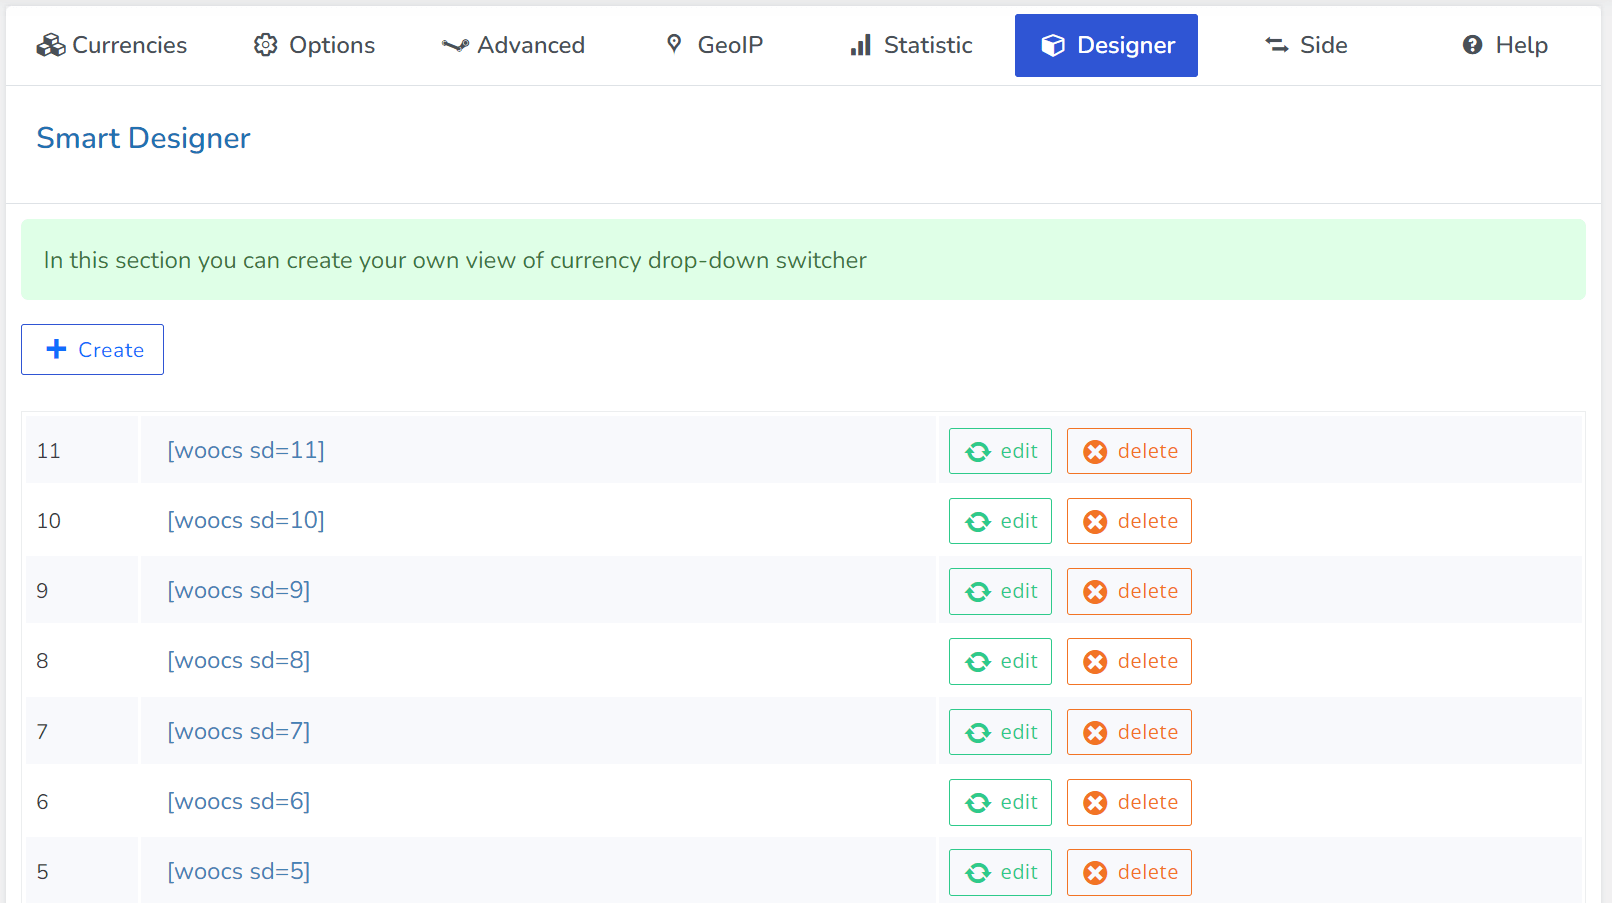 Currencies Options Advanced GeoIP Statistic Designer Side Help
Smart Designer
In this section you can create your own view of currency drop-down switcher
Create
11 [woocs sd=11] edit delete
10 [woocs sd=10] edit delete
9 [woocs sd=9] edit delete
8 [woocs sd=8] edit delete
7 [woocs sd=7] edit delete
6 [woocs sd=6] edit delete
5 [woocs sd=5] edit delete